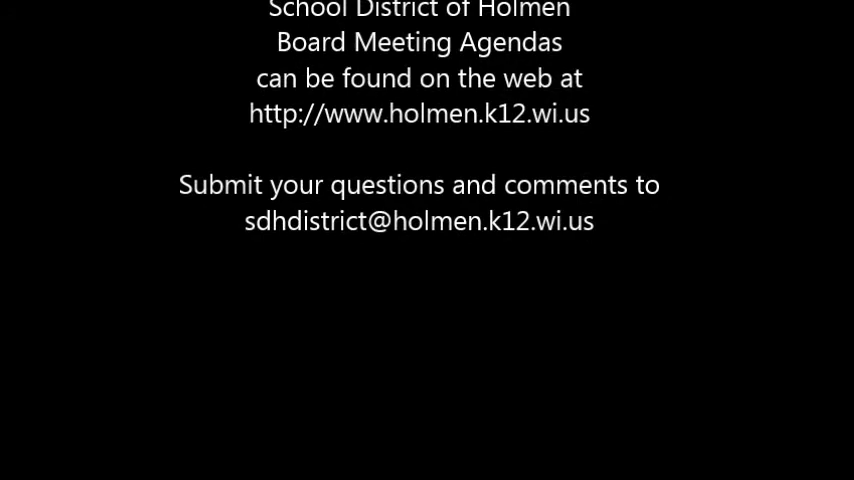 School District of Holmen
Board Meeting Agendas
can be found on the web at
http://www.holmen.k12.wi.us
Submit your questions and comments to
sdhdistrict@holmen.k12.wi.us